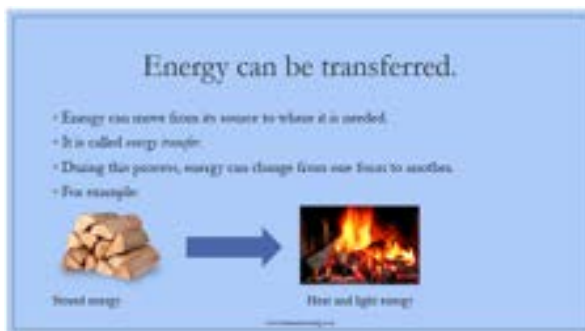 Energy can be transferred.
• Energy can move from its source to where it is needed.
• It is called energy transfer.
• During this process, energy can change from one form to another.
• For example:
Stored energy
Heat and light energy